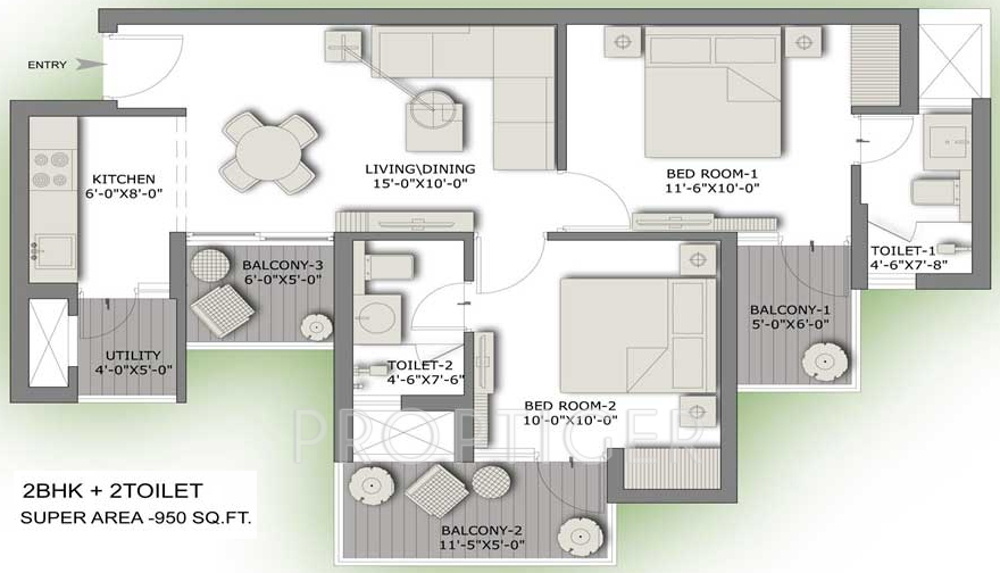 ENTRY
KITCHEN
6'-0"X8'-0"
LIVING\DINING
15'-0"X10'-0"
BED ROOM-1
11'-6"X10'-0"
TOILET-1
4'-6"X7'-8"
BALCONY-3
6'-0"X5'-0"
BALCONY-1
5'-0"X6'-0"
UTILITY
4'-0"X5'-0"
TOILET-2
4'-6"X7'-6"
BED ROOM-2
10'-0"X10'-0"
PROPTIGER
BALCONY-2
11'-5"X5'-0"
2BHK + 2TOILET
SUPER AREA -950 SQ.FT.